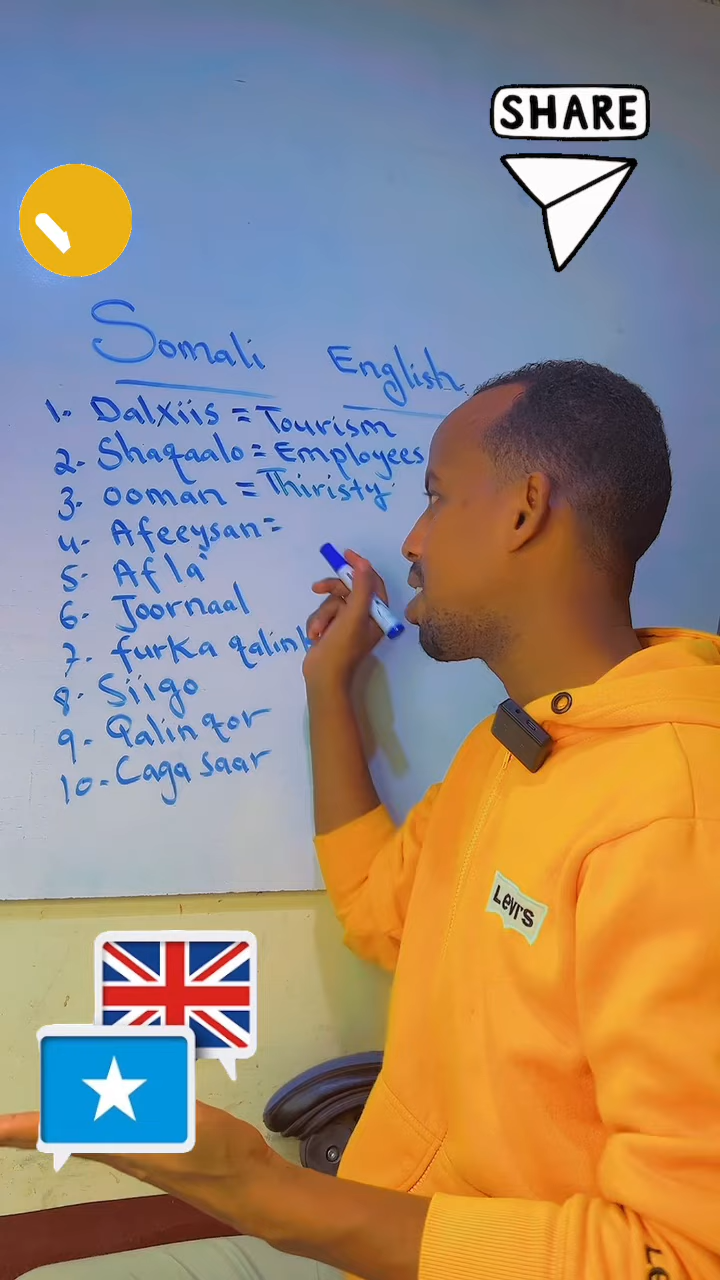 SHARE
Somali English
1- Dalxiis = Tourism
2- Shaqaalo = Employees
3- ooman = Thiristy
4- Afeeysan =
5- Afla'
6- Joornaal
7- furka qalink
8- Siigo
9- Qalin qor
10- Caga saar
Levi's